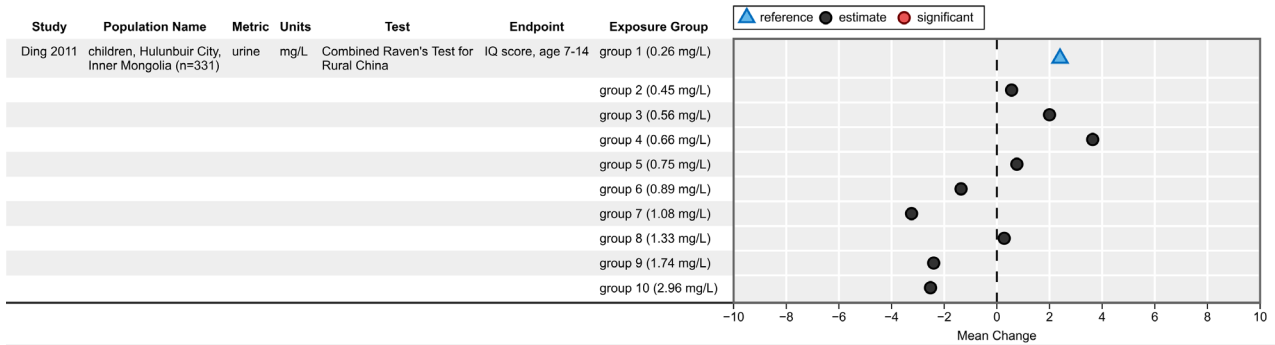 reference estimate significant
Study Population Name Metric Units Test Endpoint Exposure Group
Ding 2011 children, Hulunbuir City, urine mg/L Combined Raven's Test for IQ score, age 7-14 group 1 (0.26 mg/L)
Inner Mongolia (n=331) Rural China
group 2 (0.45 mg/L)
group 3 (0.56 mg/L)
group 4 (0.66 mg/L)
group 5 (0.75 mg/L)
group 6 (0.89 mg/L)
group 7 (1.08 mg/L)
group 8 (1.33 mg/L)
group 9 (1.74 mg/L)
group 10 (2.96 mg/L)
−10 −8 −6 −4 −2 0 2 4 6 8 10
Mean Change